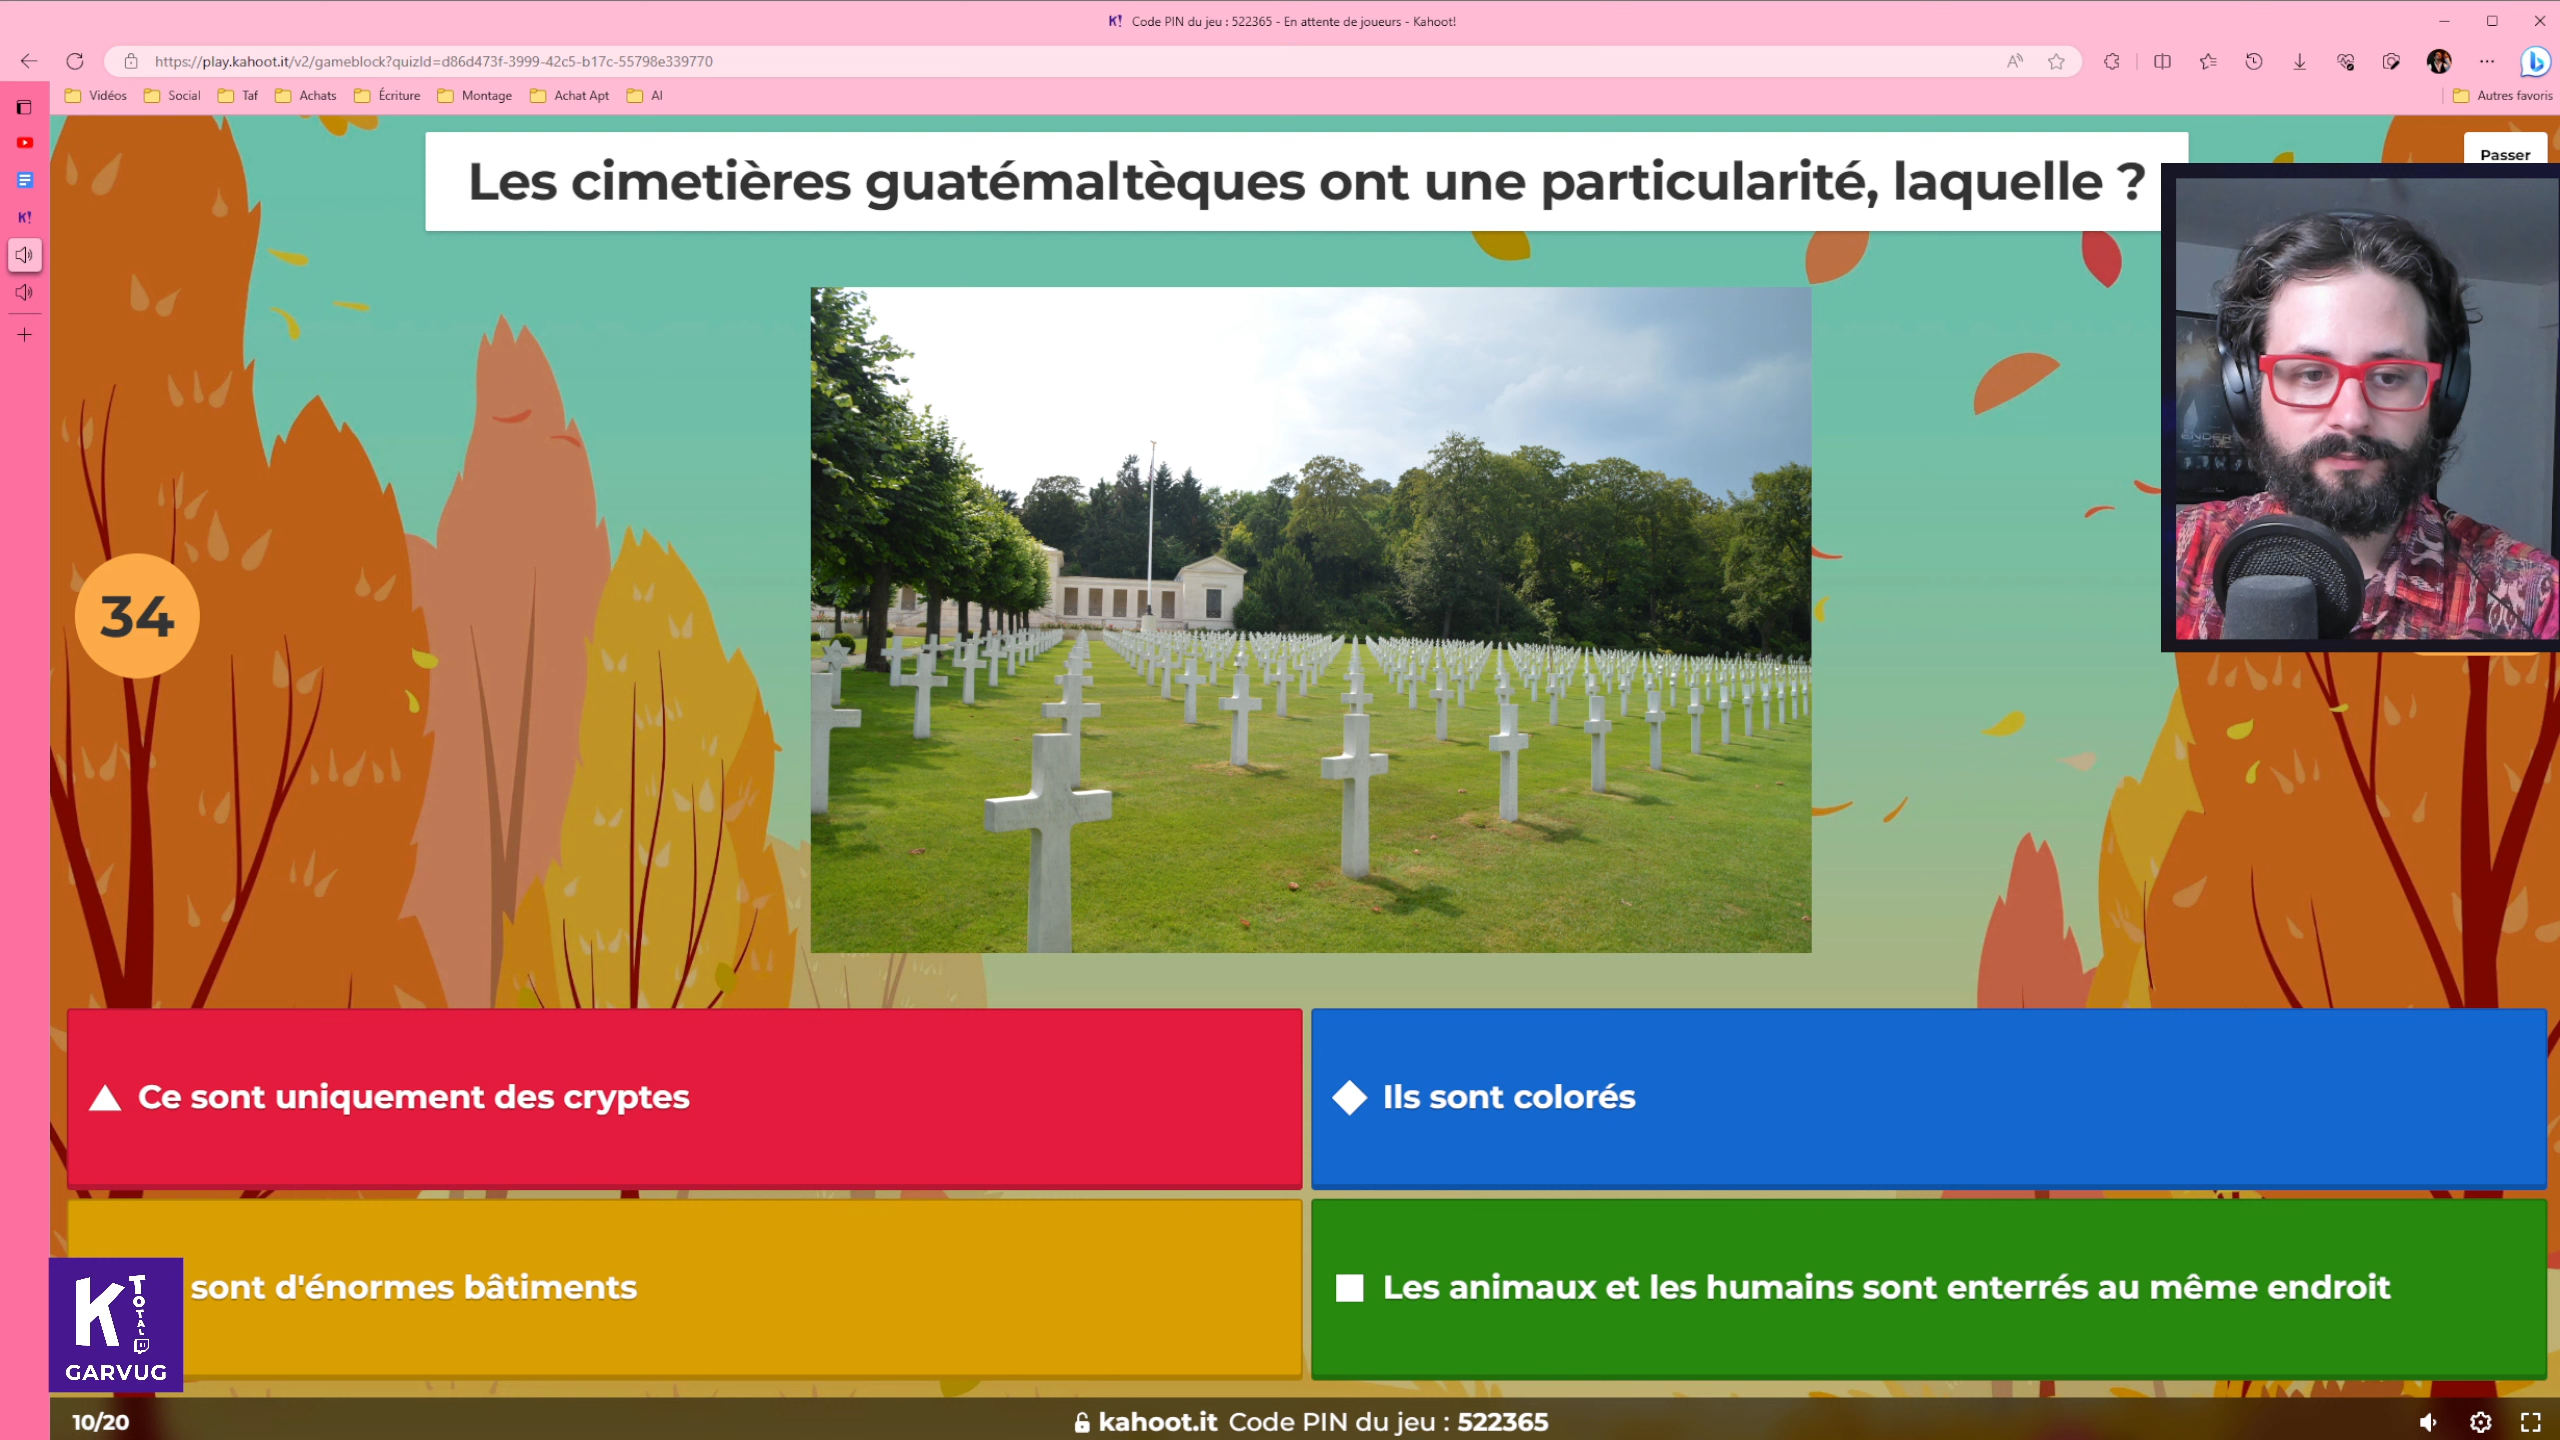 K! Code PIN du jeu : 522365 - En attente de joueurs - Kahoot!
https://play.kahoot.it/v2/gameblock?quizId=d86d473f-3999-42c5-b17c-55798e339770
Vidéos Social Taf Achats Écriture Montage Achat Apt AI Autres favoris
K!
Les cimetières guatémaltèques ont une particularité, laquelle ?
Passer
34
Ce sont uniquement des cryptes
Ils sont colorés
sont d'énormes bâtiments
Les animaux et les humains sont enterrés au même endroit
K TOTAL
GARVUG
10/20
kahoot.it Code PIN du jeu : 522365